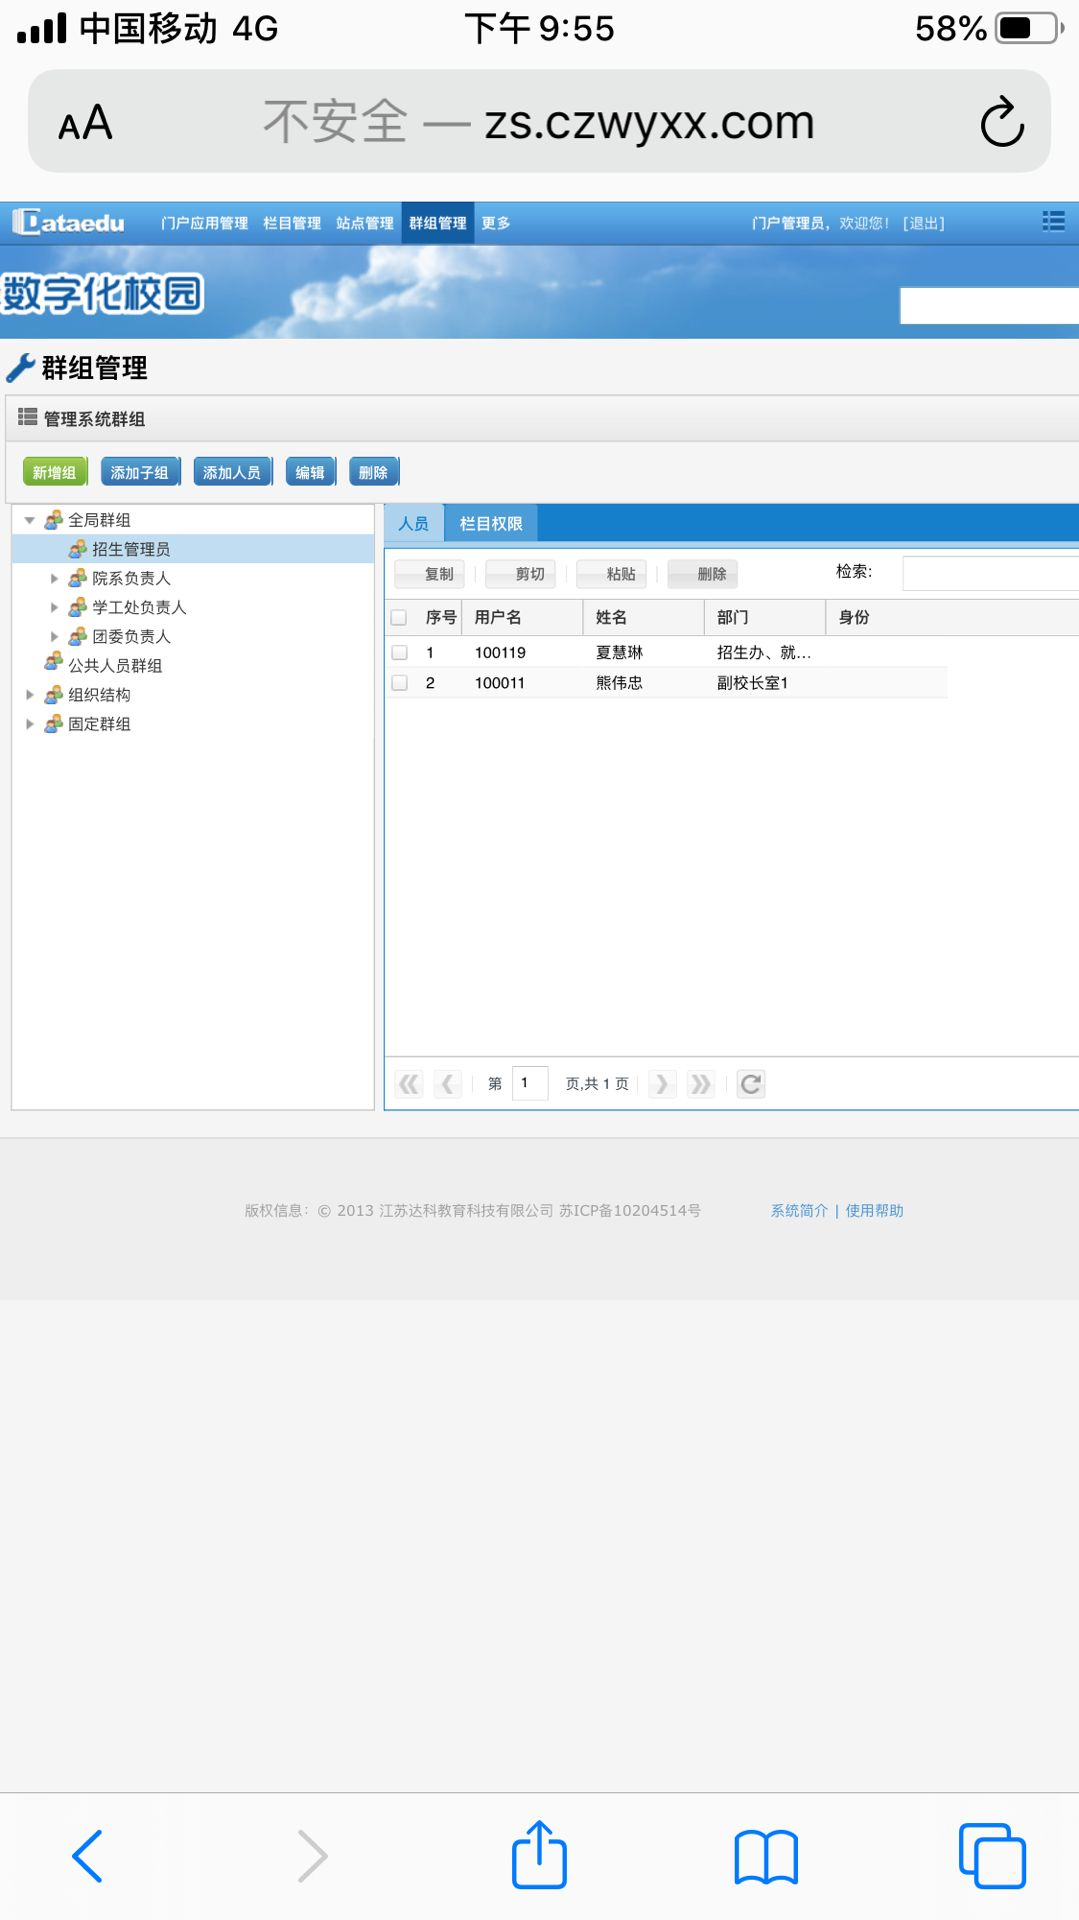 中国移动 4G 下午 9:55 58%
AA 不安全 — zs.czwyxx.com
Dataedu 门户应用管理 栏目管理 站点管理 群组管理 更多 门户管理员，欢迎您！ [退出]
数字化校园
群组管理
管理系统群组
新增组 添加子组 添加人员 编辑 删除
全局群组
招生管理员
院系负责人
学工处负责人
团委负责人
公共人员群组
组织结构
固定群组
人员 栏目权限
复制 剪切 粘贴 删除 检索:
序号 用户名 姓名 部门 身份
1 100119 夏慧琳 招生办、就...
2 100011 熊伟忠 副校长室1
第 1 页,共 1 页
版权信息：© 2013 江苏达科教育科技有限公司 苏ICP备10204514号 系统简介 | 使用帮助